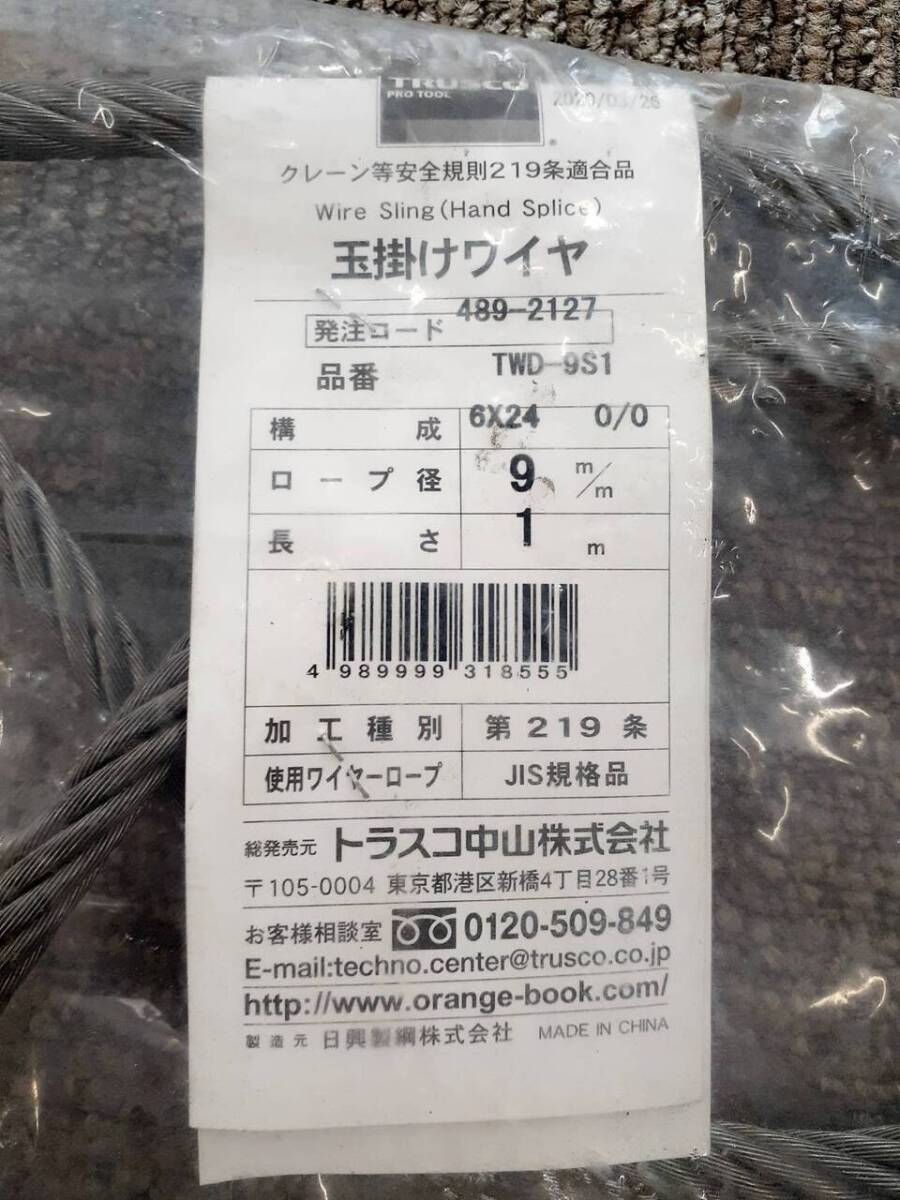 TRUSCO
PRO TOOL
2020/03/26
クレーン等安全規則219条適合品
Wire Sling(Hand Splice)
玉掛けワイヤ
発注コード 489-2127
品番 TWD-9S1
構成 6X24 0/0
ロープ径 9 m/m
長さ 1 m
4 989999 318555
加工種別 第219条
使用ワイヤーロープ JIS規格品
総発売元 トラスコ中山株式会社
〒105-0004 東京都港区新橋4丁目28番1号
お客様相談室 0120-509-849
E-mail:techno.center@trusco.co.jp
http://www.orange-book.com/
製造元 日興製綱株式会社 MADE IN CHINA